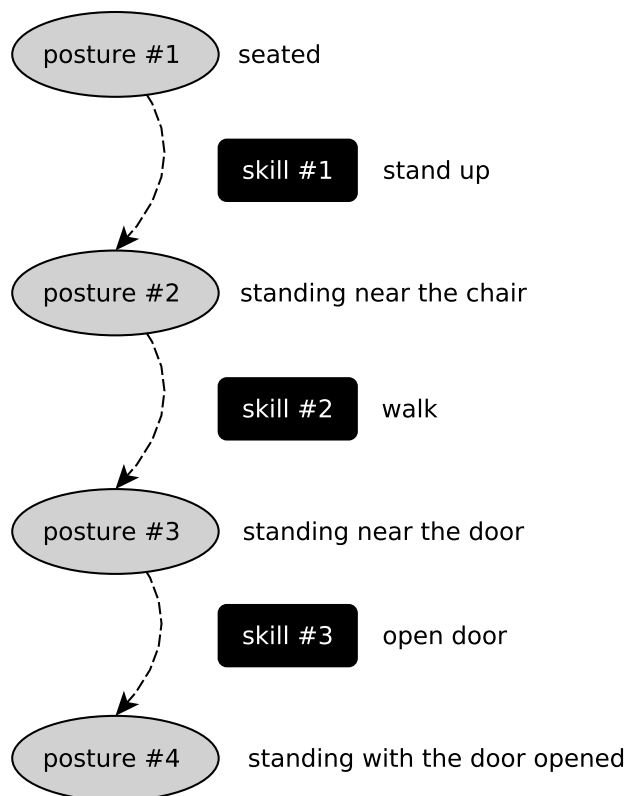 posture #1 seated
skill #1 stand up
posture #2 standing near the chair
skill #2 walk
posture #3 standing near the door
skill #3 open door
posture #4 standing with the door opened